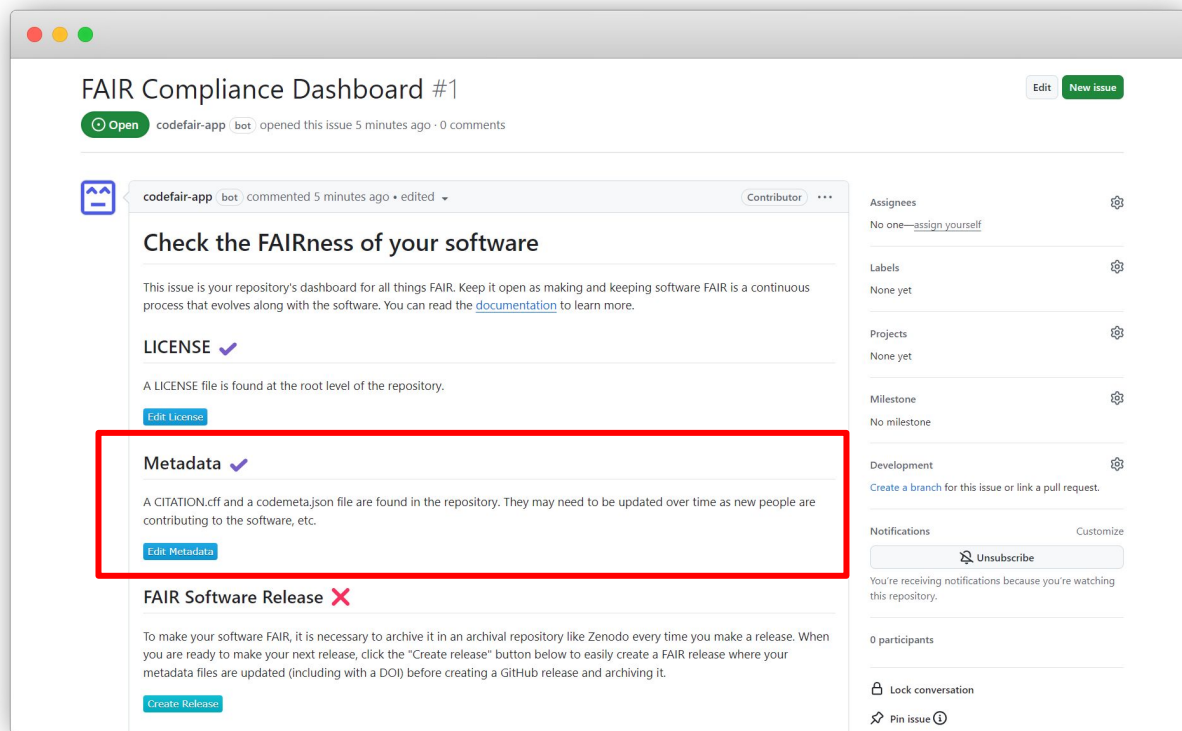 FAIR Compliance Dashboard #1
Edit
New issue
Open
codefair-app bot opened this issue 5 minutes ago · 0 comments
codefair-app bot commented 5 minutes ago • edited
Contributor
Check the FAIRness of your software
This issue is your repository's dashboard for all things FAIR. Keep it open as making and keeping software FAIR is a continuous
process that evolves along with the software. You can read the documentation to learn more.
LICENSE
A LICENSE file is found at the root level of the repository.
Edit License
Metadata
A CITATION.cff and a codemeta.json file are found in the repository. They may need to be updated over time as new people are
contributing to the software, etc.
Edit Metadata
FAIR Software Release
To make your software FAIR, it is necessary to archive it in an archival repository like Zenodo every time you make a release. When
you are ready to make your next release, click the "Create release" button below to easily create a FAIR release where your
metadata files are updated (including with a DOI) before creating a GitHub release and archiving it.
Create Release
Assignees
No one—assign yourself
Labels
None yet
Projects
None yet
Milestone
No milestone
Development
Create a branch for this issue or link a pull request.
Notifications
Customize
Unsubscribe
You're receiving notifications because you're watching
this repository.
0 participants
Lock conversation
Pin issue